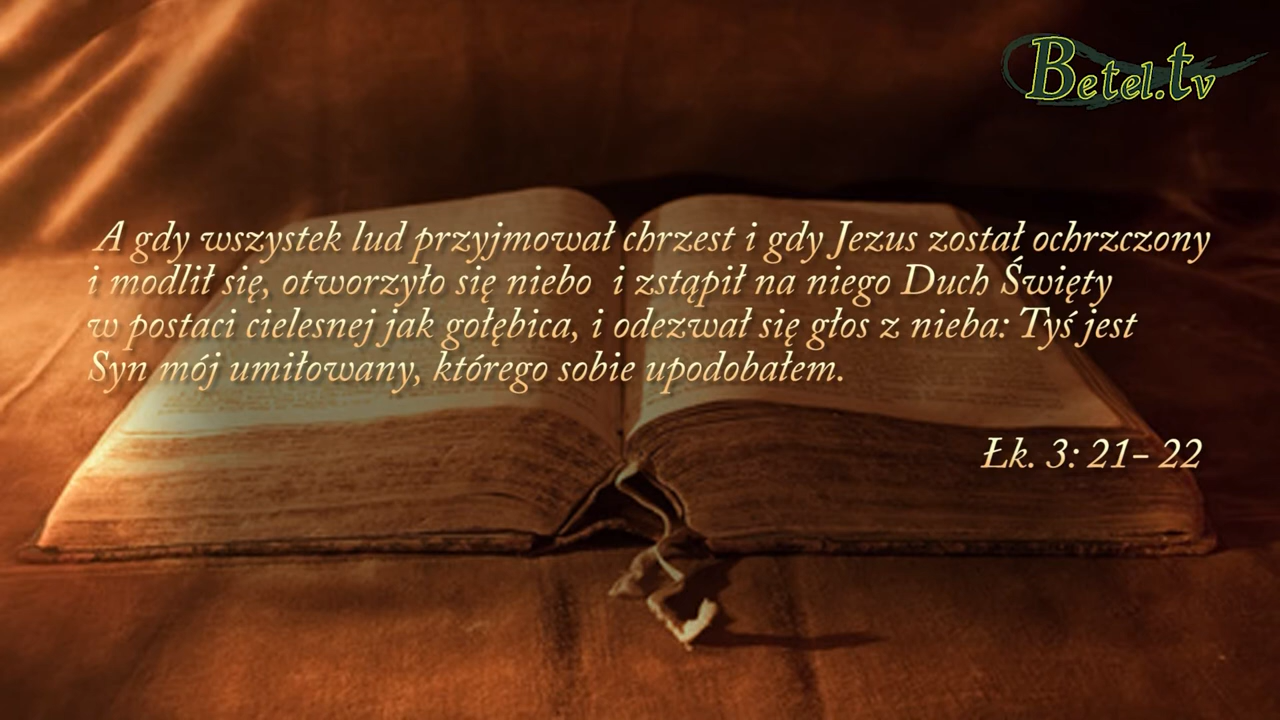 Betel.tv
A gdy wszystek lud przyjmował chrzest i gdy Jezus został ochrzczony
i modlił się, otworzyło się niebo i zstąpił na niego Duch Święty
w postaci cielesnej jak gołębica, i odezwał się głos z nieba: Tyś jest
Syn mój umiłowany, którego sobie upodobałem.
Łk. 3: 21- 22